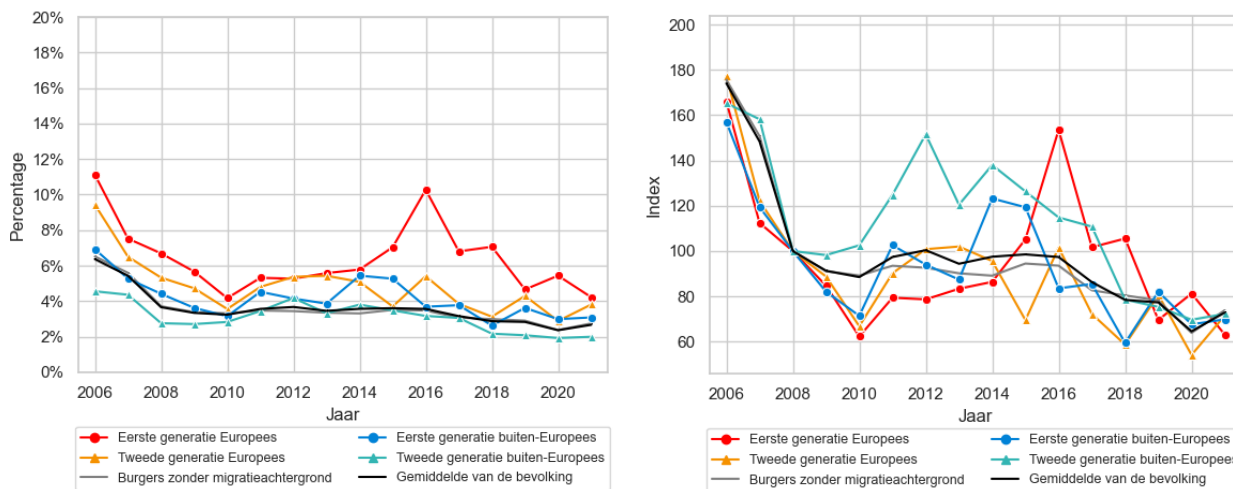 20%
18%
16%
14%
12%
10%
8%
6%
4%
2%
0%
Percentage
2006 2008 2010 2012 2014 2016 2018 2020
Jaar
Eerste generatie Europees Eerste generatie buiten-Europees
Tweede generatie Europees Tweede generatie buiten-Europees
Burgers zonder migratieachtergrond Gemiddelde van de bevolking
200
180
160
140
120
100
80
60
Index
2006 2008 2010 2012 2014 2016 2018 2020
Jaar
Eerste generatie Europees Eerste generatie buiten-Europees
Tweede generatie Europees Tweede generatie buiten-Europees
Burgers zonder migratieachtergrond Gemiddelde van de bevolking